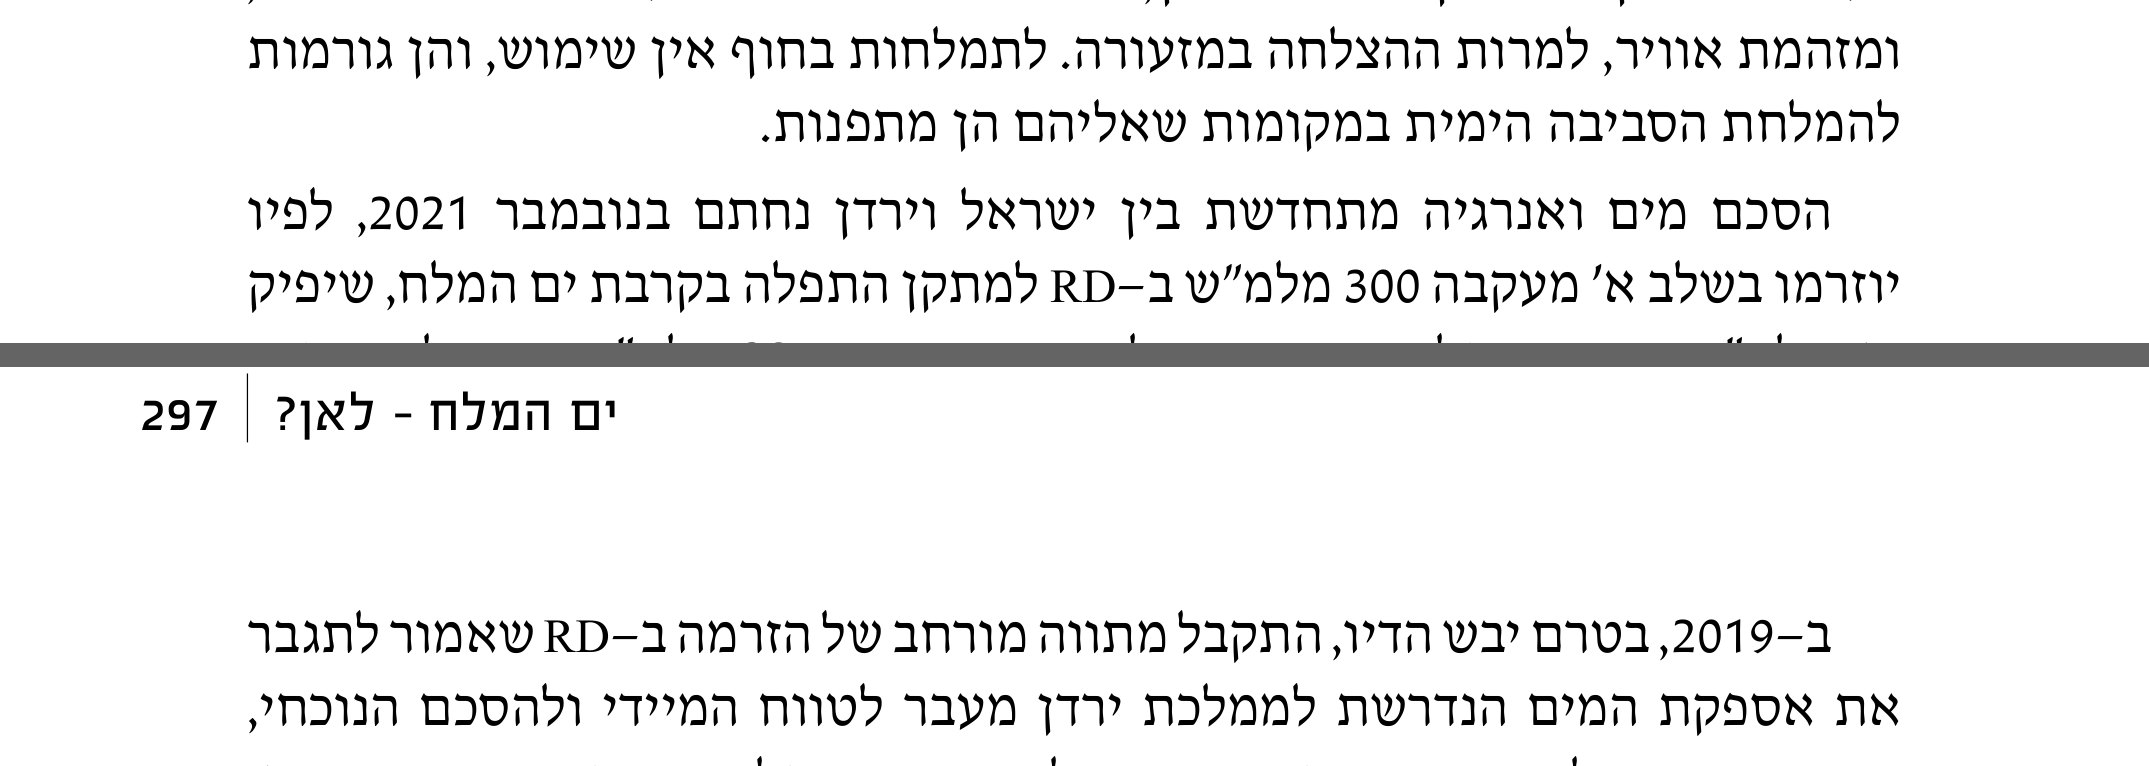 ומזהמת אוויר, למרות ההצלחה במזעורה. לתמלחות בחוף אין שימוש, והן גורמות
להמלחת הסביבה הימית במקומות שאליהם הן מתפנות.
הסכם מים ואנרגיה מתחדשת בין ישראל וירדן נחתם בנובמבר 2021, לפיו
יוזרמו בשלב א׳ מעקבה 300 מלמ״ש ב–RD למתקן התפלה בקרבת ים המלח, שיפיק
ים המלח - לאן? 297
ב–2019, בטרם יבש הדיו, התקבל מתווה מורחב של הזרמה ב–RD שאמור לתגבר
את אספקת המים הנדרשת לממלכת ירדן מעבר לטווח המיידי ולהסכם הנוכחי,